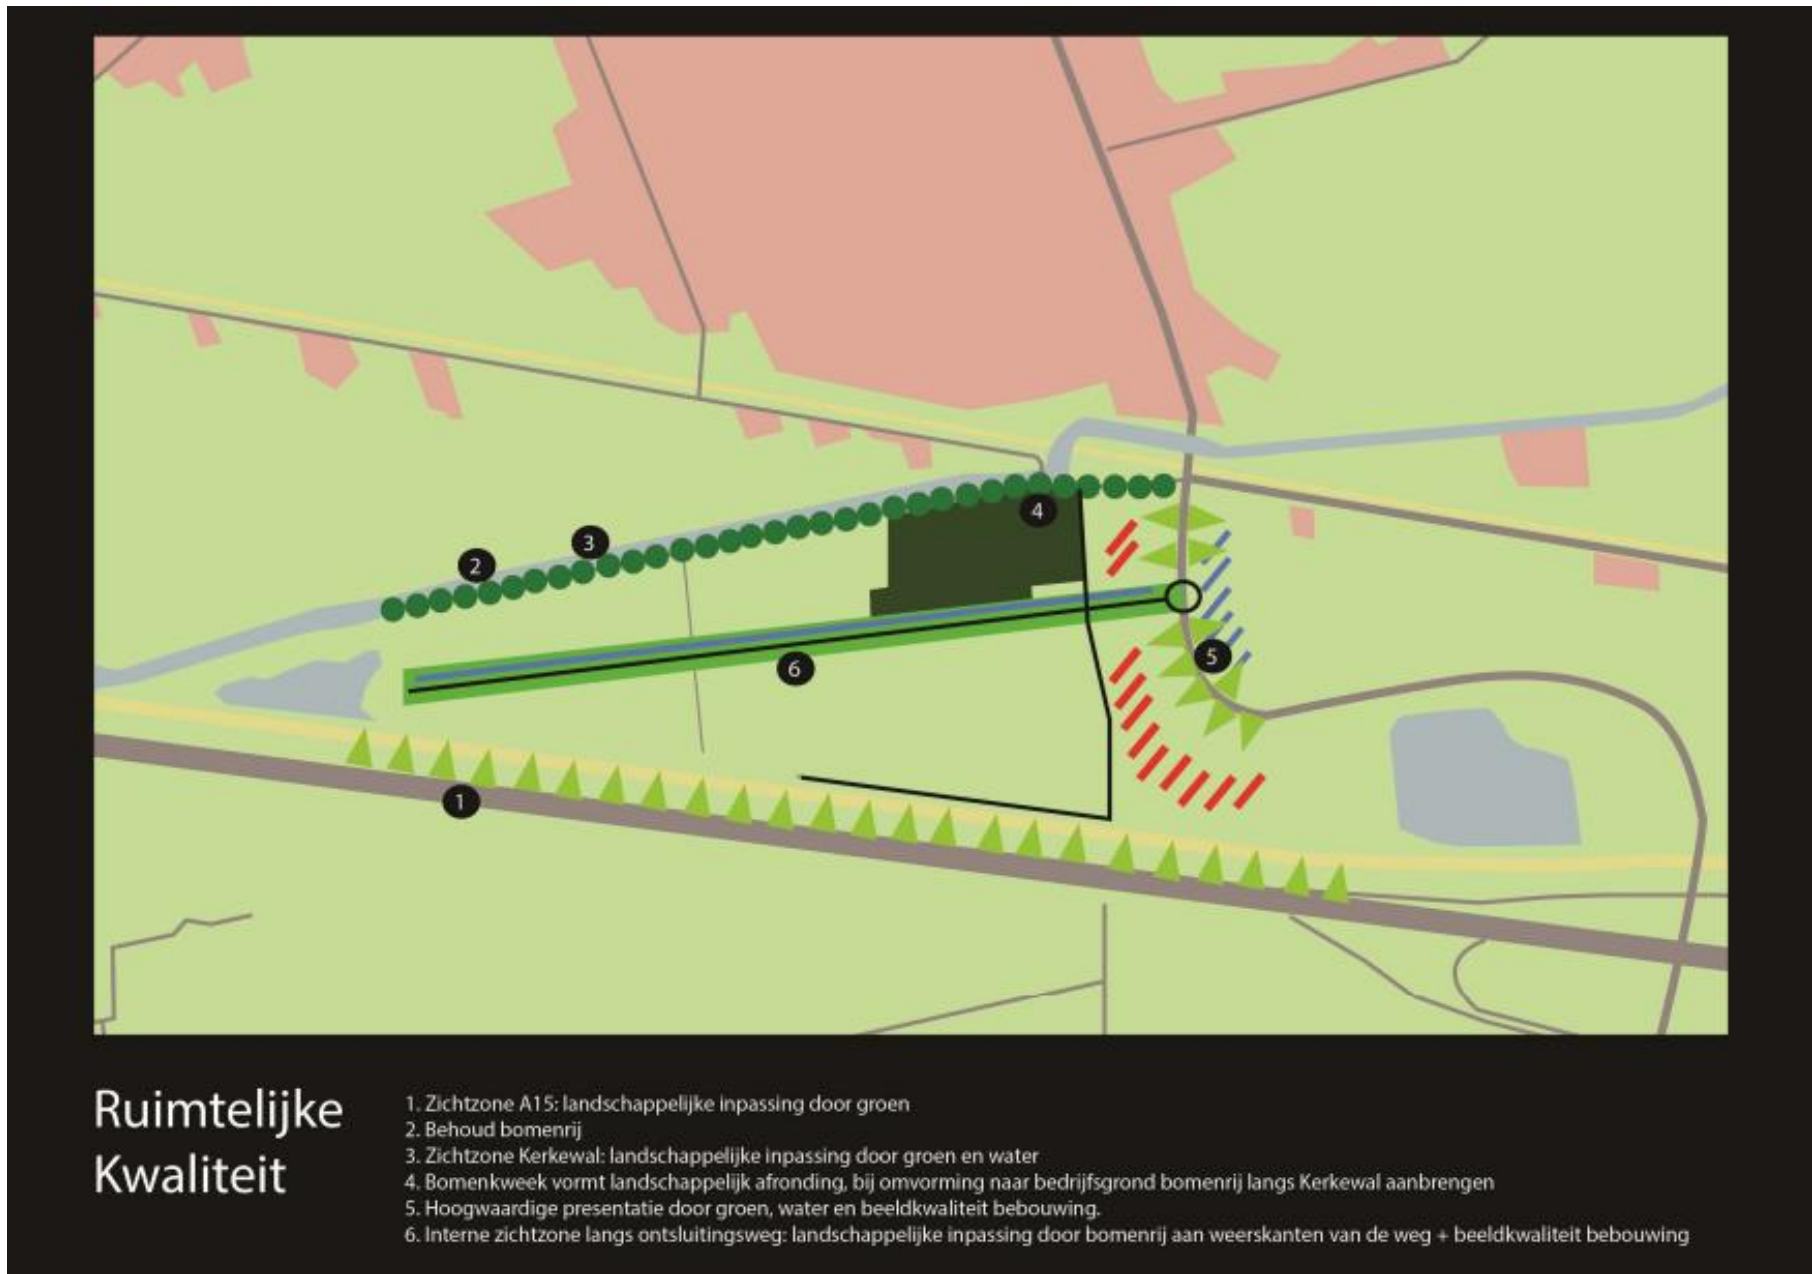 2
3
4
5
6
1
Ruimtelijke
Kwaliteit
1. Zichtzone A15: landschappelijke inpassing door groen
2. Behoud bomenrij
3. Zichtzone Kerkewal: landschappelijke inpassing door groen en water
4. Bomenkweek vormt landschappelijk afronding, bij omvorming naar bedrijfsgrond bomenrij langs Kerkewal aanbrengen
5. Hoogwaardige presentatie door groen, water en beeldkwaliteit bebouwing.
6. Interne zichtzone langs ontsluitingsweg: landschappelijke inpassing door bomenrij aan weerskanten van de weg + beeldkwaliteit bebouwing